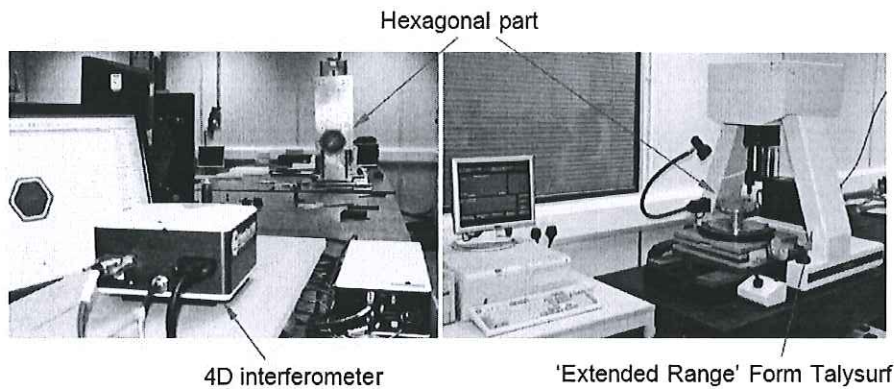 Hexagonal part
4D interferometer
'Extended Range' Form Talysurf